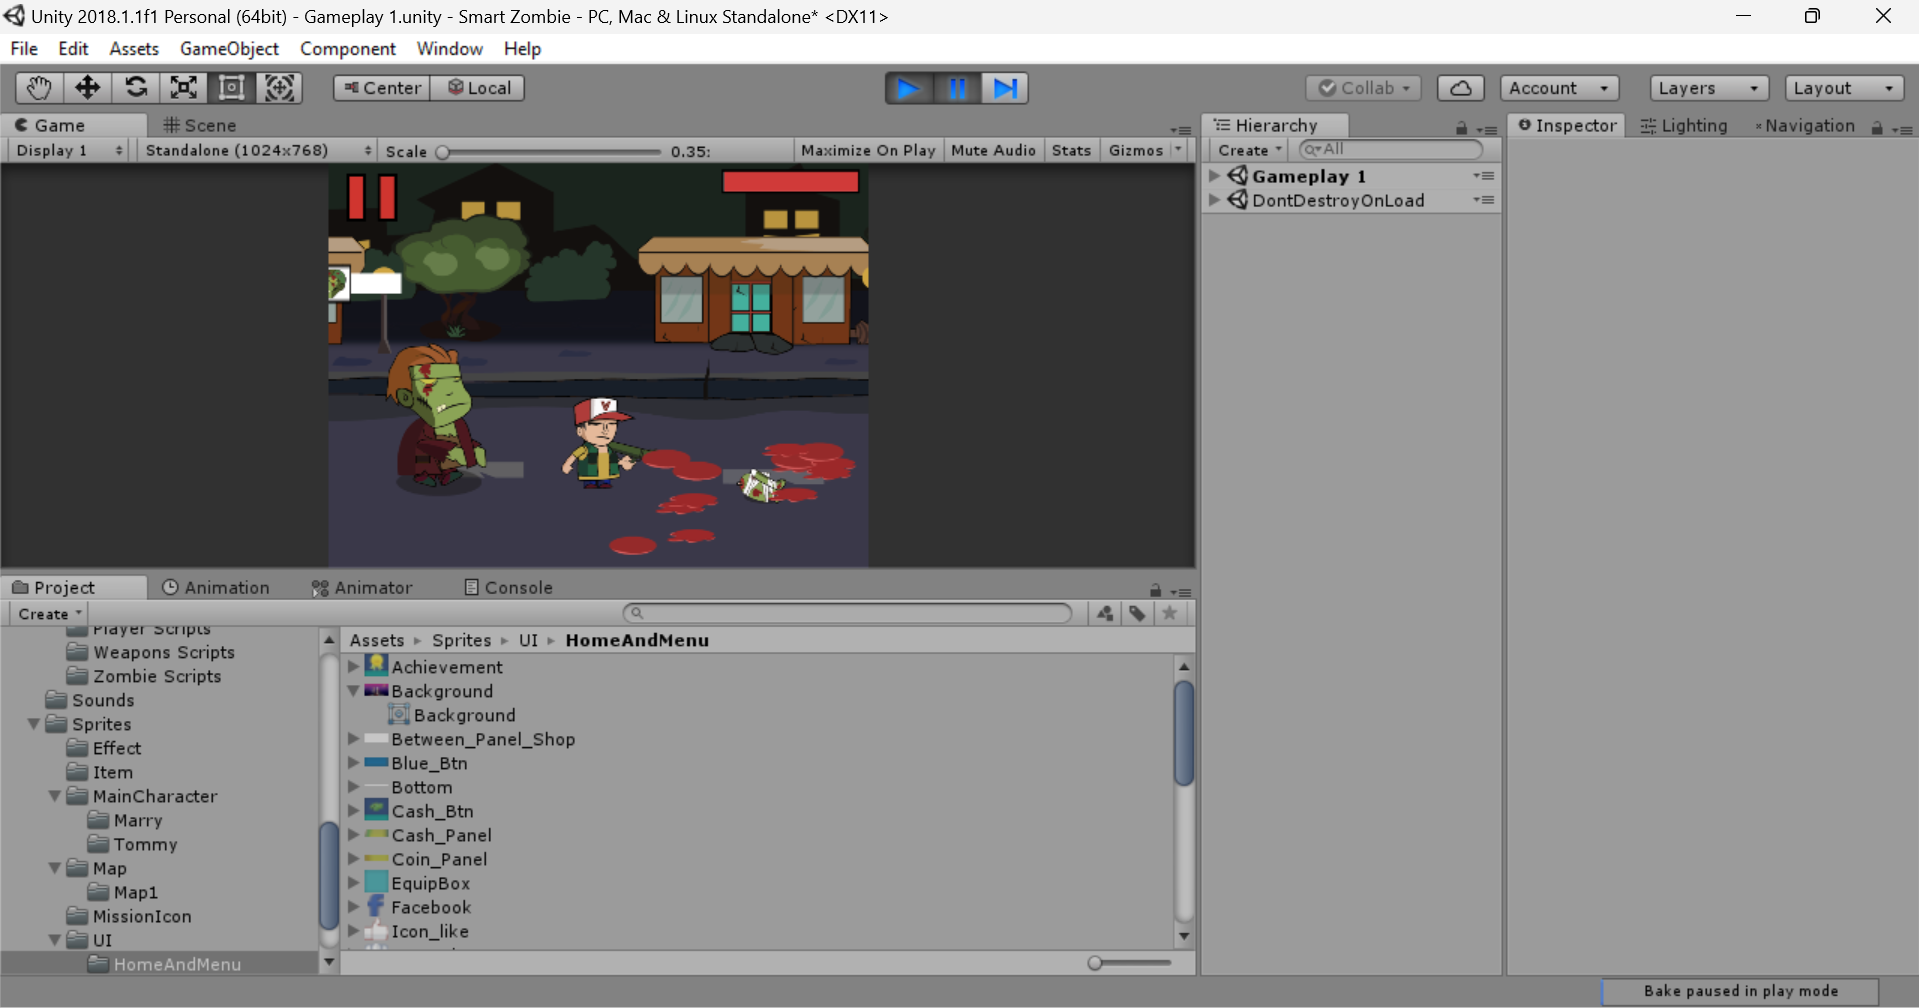 Unity 2018.1.1f1 Personal (64bit) - Gameplay 1.unity - Smart Zombie - PC, Mac & Linux Standalone* <DX11>
File Edit Assets GameObject Component Window Help
Center Local Collab Account Layers Layout
Game Scene
Display 1 Standalone (1024x768) Scale 0.35: Maximize On Play Mute Audio Stats Gizmos
Hierarchy
Create All
Gameplay 1
DontDestroyOnLoad
Inspector Lighting Navigation
Project Animation Animator Console
Create
Player Scripts
Weapons Scripts
Zombie Scripts
Sounds
Sprites
Effect
Item
MainCharacter
Marry
Tommy
Map
Map1
MissionIcon
UI
HomeAndMenu
Assets Sprites UI HomeAndMenu
Achievement
Background
Background
Between_Panel_Shop
Blue_Btn
Bottom
Cash_Btn
Cash_Panel
Coin_Panel
EquipBox
Facebook
Icon_like
Bake paused in play mode